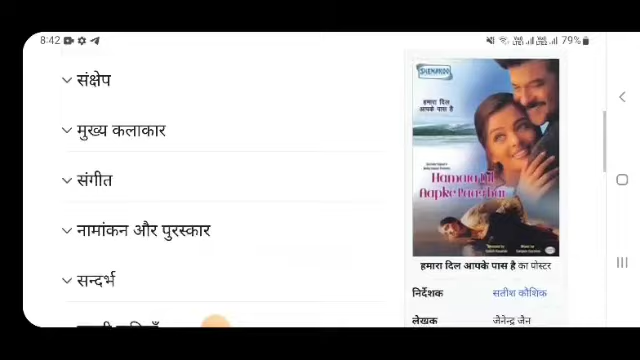 8:42
79%
संक्षेप
मुख्य कलाकार
संगीत
नामांकन और पुरस्कार
सन्दर्भ
SHEMAROO
हमारा दिल
आपके पास है
Hamara Dil
Aapke Paas Hai
हमारा दिल आपके पास है का पोस्टर
निर्देशक सतीश कौशिक
लेखक जैनेन्द्र जैन